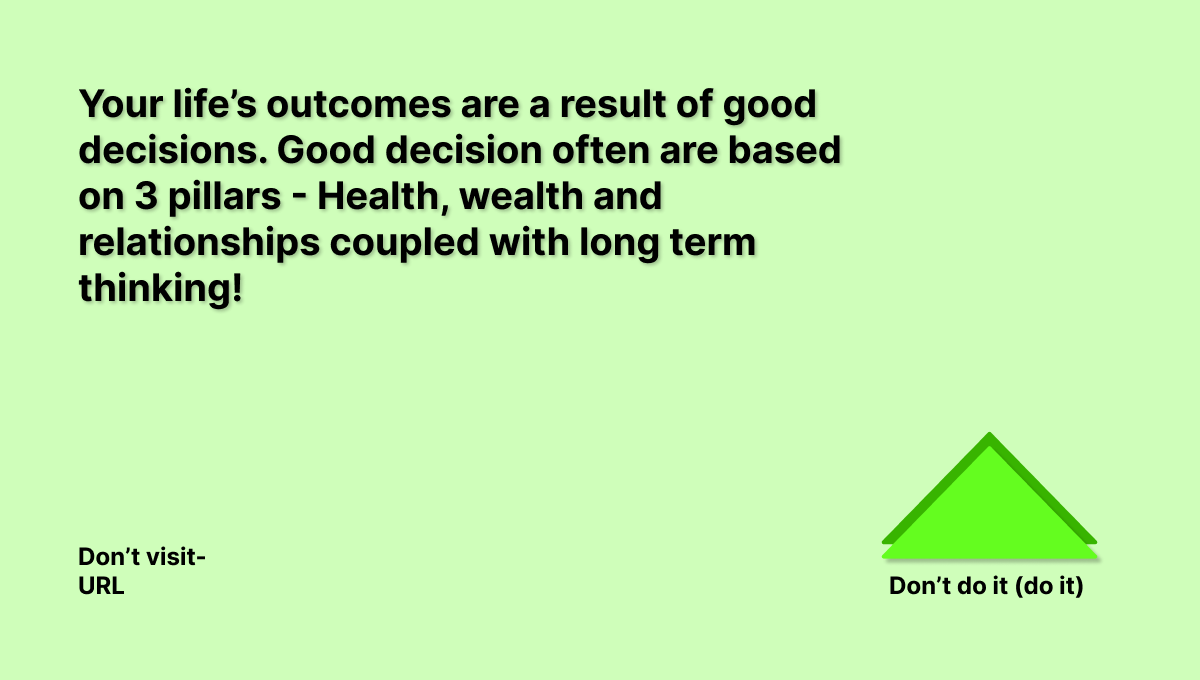 Your life’s outcomes are a result of good
decisions. Good decision often are based
on 3 pillars - Health, wealth and
relationships coupled with long term
thinking!
Don’t visit-
URL
Don’t do it (do it)